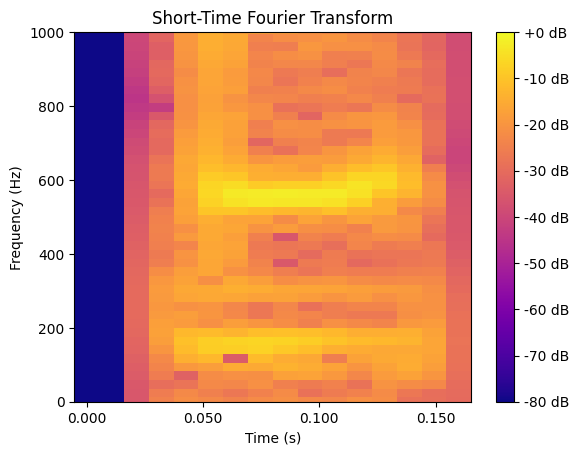 Short-Time Fourier Transform
Frequency (Hz)
1000
800
600
400
200
0
0.000
0.050
0.100
0.150
Time (s)
+0 dB
-10 dB
-20 dB
-30 dB
-40 dB
-50 dB
-60 dB
-70 dB
-80 dB